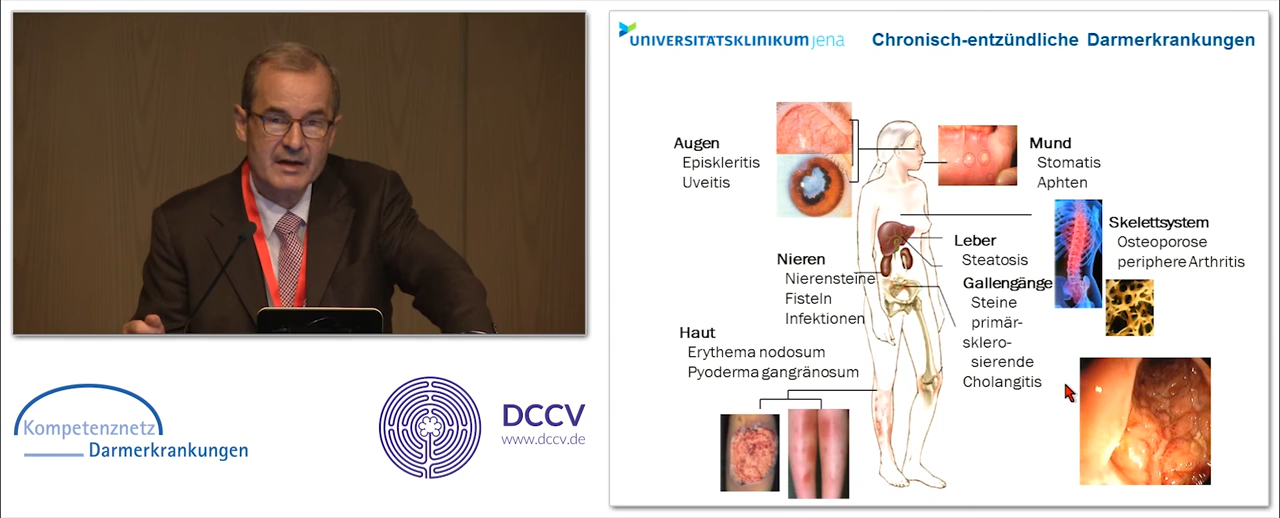 Kompetenznetz
Darmerkrankungen
DCCV
www.dccv.de
UNIVERSITÄTSKLINIKUM jena
Chronisch-entzündliche Darmerkrankungen
Augen
Episkleritis
Uveitis
Mund
Stomatis
Aphten
Skelettsystem
Osteoporose
periphere Arthritis
Leber
Steatosis
Gallengänge
Steine
primär-
sklero-
sierende
Cholangitis
Nieren
Nierensteine
Fisteln
Infektionen
Haut
Erythema nodosum
Pyoderma gangränosum